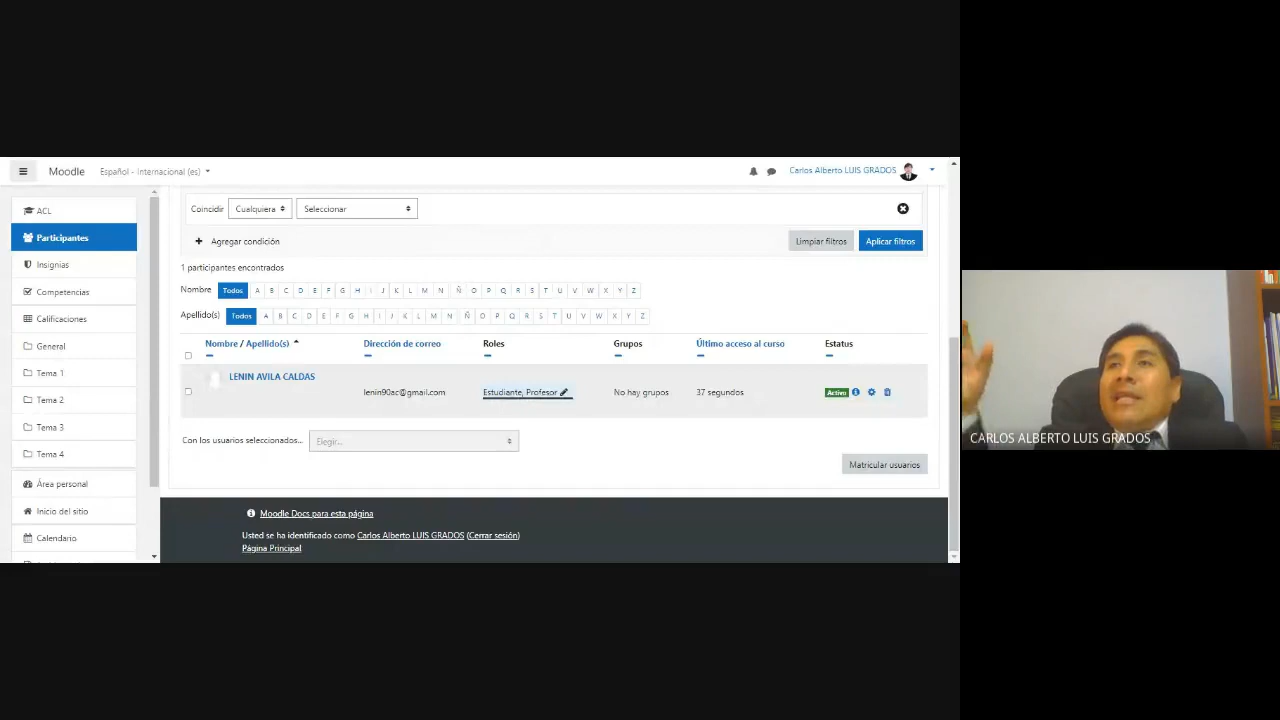 Moodle Español - Internacional (es) Carlos Alberto LUIS GRADOS
ACL
Participantes
Insignias
Competencias
Calificaciones
General
Tema 1
Tema 2
Tema 3
Tema 4
Área personal
Inicio del sitio
Calendario
Coincidir Cualquiera Seleccionar
Agregar condición Limpiar filtros Aplicar filtros
1 participantes encontrados
Nombre Todos A B C D E F G H I J K L M N Ñ O P Q R S T U V W X Y Z
Apellido(s) Todos A B C D E F G H I J K L M N Ñ O P Q R S T U V W X Y Z
Nombre / Apellido(s) Dirección de correo Roles Grupos Último acceso al curso Estatus
LENIN AVILA CALDAS
lenin90ac@gmail.com Estudiante, Profesor No hay grupos 37 segundos Activo
Con los usuarios seleccionados... Elegir...
Matricular usuarios
Moodle Docs para esta página
Usted se ha identificado como Carlos Alberto LUIS GRADOS (Cerrar sesión)
Página Principal
CARLOS ALBERTO LUIS GRADOS